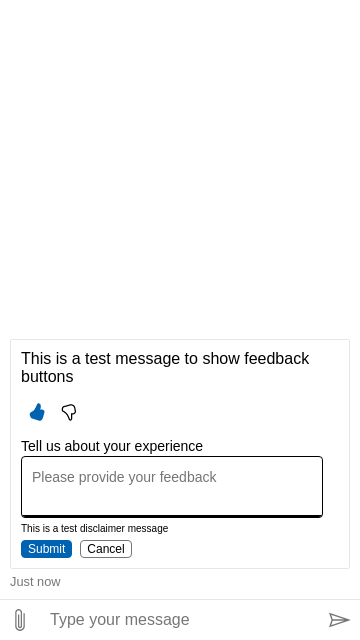 This is a test message to show feedback
buttons
Tell us about your experience
Please provide your feedback
This is a test disclaimer message
Submit Cancel
Just now
Type your message